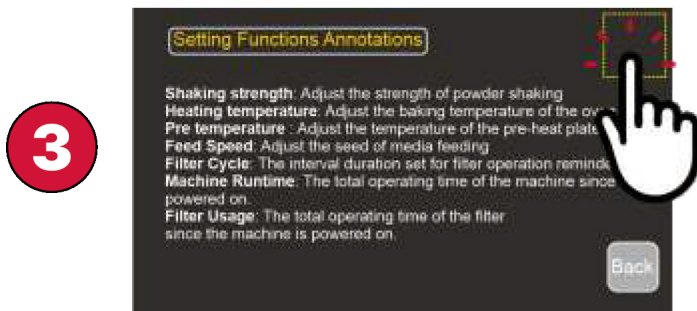 3
Setting Functions Annotations
Shaking strength: Adjust the strength of powder shaking
Heating temperature: Adjust the baking temperature of the
Pre temperature : Adjust the temperature of the pre-heat plate
Feed Speed: Adjust the seed of media feeding
Filter Cycle: The interval duration set for filter operation
Machine Runtime: The total operating time of the machine since
powered on.
Filter Usage: The total operating time of the filter
since the machine is powered on.
Back